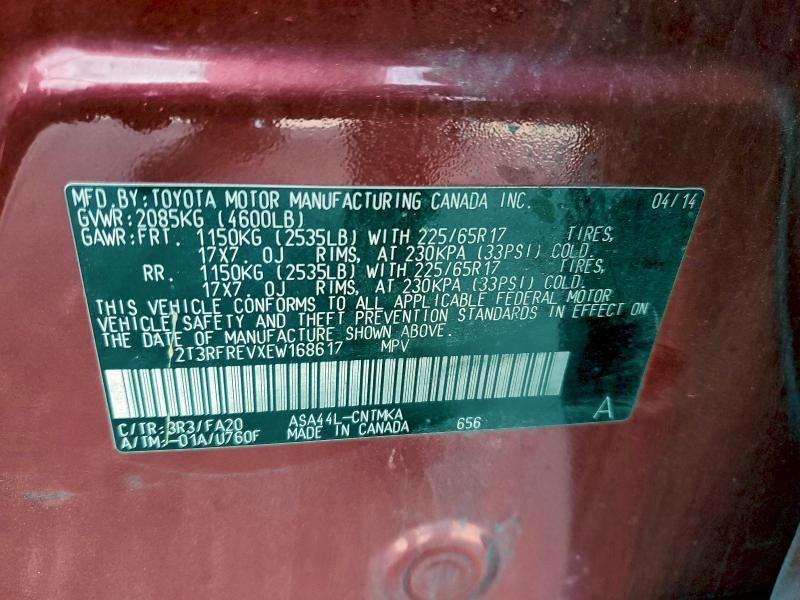 MFD. BY: TOYOTA MOTOR MANUFACTURING CANADA INC. 04/14
GVWR: 2085KG (4600LB)
GAWR: FRT. 1150KG (2535LB) WITH 225/65R17 TIRES,
17X7. 0J RIMS, AT 230KPA (33PSI) COLD.
RR. 1150KG (2535LB) WITH 225/65R17 TIRES,
17X7. 0J RIMS, AT 230KPA (33PSI) COLD.
THIS VEHICLE CONFORMS TO ALL APPLICABLE FEDERAL MOTOR
VEHICLE SAFETY AND THEFT PREVENTION STANDARDS IN EFFECT ON
THE DATE OF MANUFACTURE SHOWN ABOVE.
2T3RFREVXEW168617 MPV
C/TR: 3R3/FA20 ASA44L-CNTMKA 656 A
A/TM: -01A/U760F MADE IN CANADA